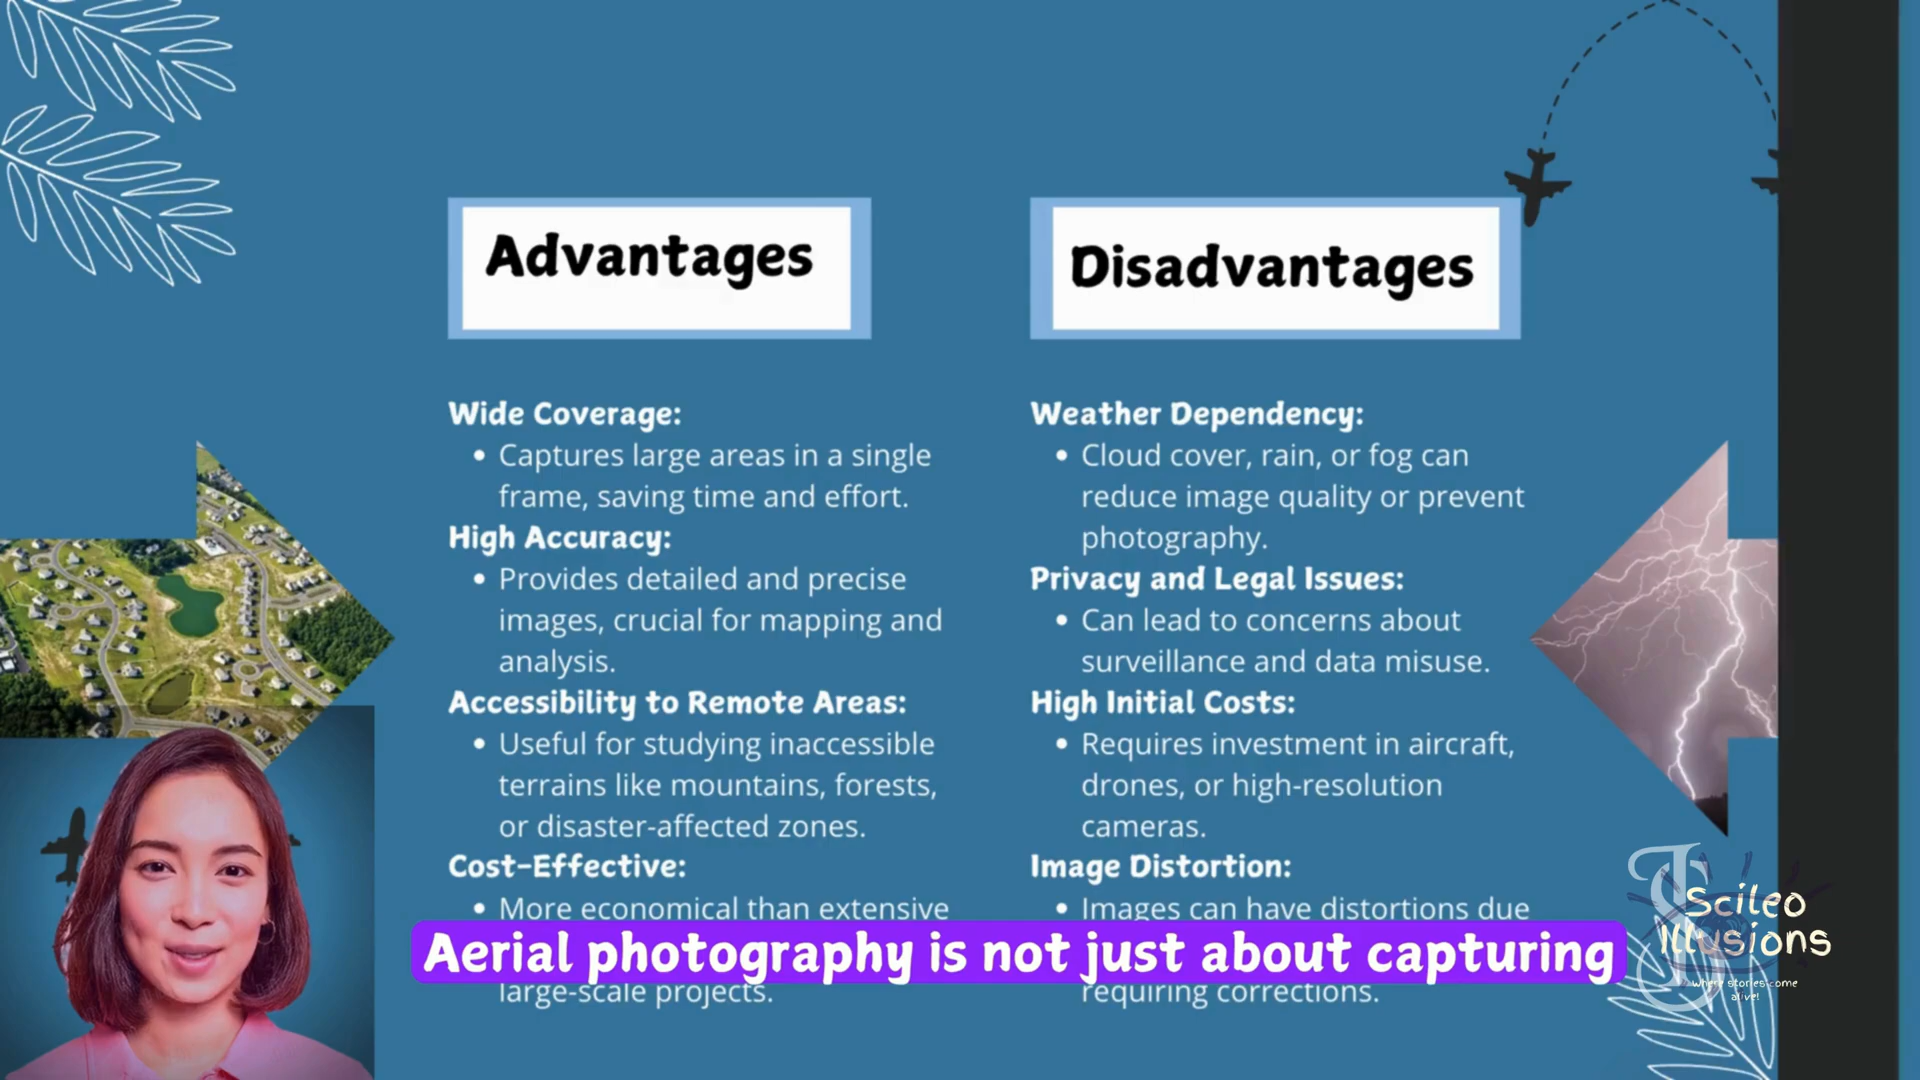 Advantages
Wide Coverage:
• Captures large areas in a single
frame, saving time and effort.
High Accuracy:
• Provides detailed and precise
images, crucial for mapping and
analysis.
Accessibility to Remote Areas:
• Useful for studying inaccessible
terrains like mountains, forests,
or disaster-affected zones.
Cost-Effective:
• More economical than extensive
large-scale projects.
Disadvantages
Weather Dependency:
• Cloud cover, rain, or fog can
reduce image quality or prevent
photography.
Privacy and Legal Issues:
• Can lead to concerns about
surveillance and data misuse.
High Initial Costs:
• Requires investment in aircraft,
drones, or high-resolution
cameras.
Image Distortion:
• Images can have distortions due
requiring corrections.
Aerial photography is not just about capturing
Scileo
Illusions
Where stories come
alive!